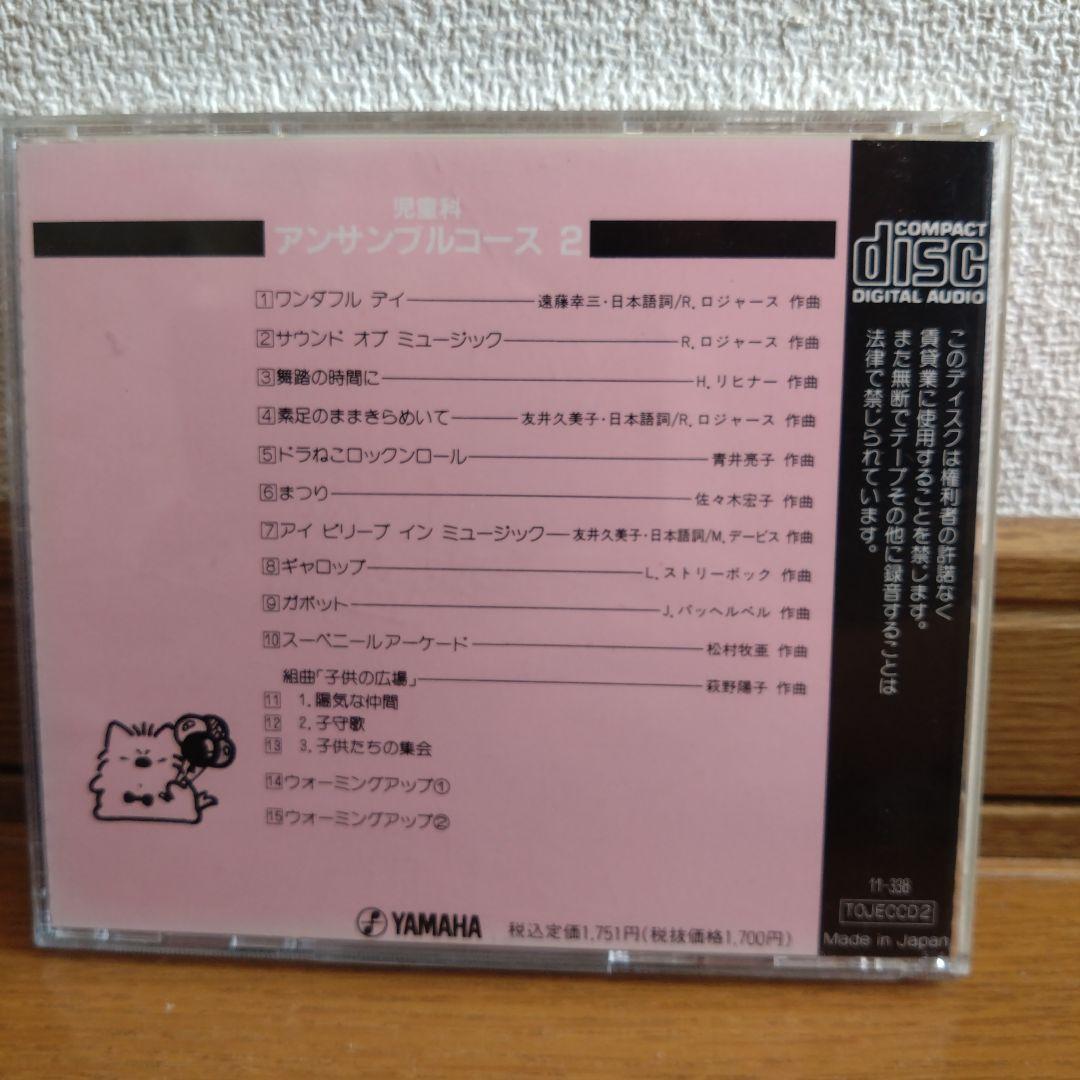 児童科
アンサンブルコース 2
1 ワンダフル デイ 遠藤幸三・日本語詞/R.ロジャース 作曲
2 サウンド オブ ミュージック R.ロジャース 作曲
3 舞踏の時間に H.リヒナー 作曲
4 素足のままきらめいて 友井久美子・日本語詞/R.ロジャース 作曲
5 ドラねこロックンロール 青井亮子 作曲
6 まつり 佐々木宏子 作曲
7 アイ ビリーブ イン ミュージック 友井久美子・日本語詞/M.デービス 作曲
8 ギャロップ L.ストリーボック 作曲
9 ガボット J.パッヘルベル 作曲
10 スーベニールアーケード 松村牧亜 作曲
組曲「子供の広場」 萩野陽子 作曲
11 1.陽気な仲間
12 2.子守歌
13 3.子供たちの集会
14 ウォーミングアップ①
15 ウォーミングアップ②
YAMAHA 税込定価1,751円(税抜価格1,700円)
COMPACT
disc
DIGITAL AUDIO
このディスクは権利者の許諾なく
賃貸業に使用することを禁じます。
また無断でテープその他に録音することは
法律で禁じられています。
11-338
TOJECCD2
Made in Japan